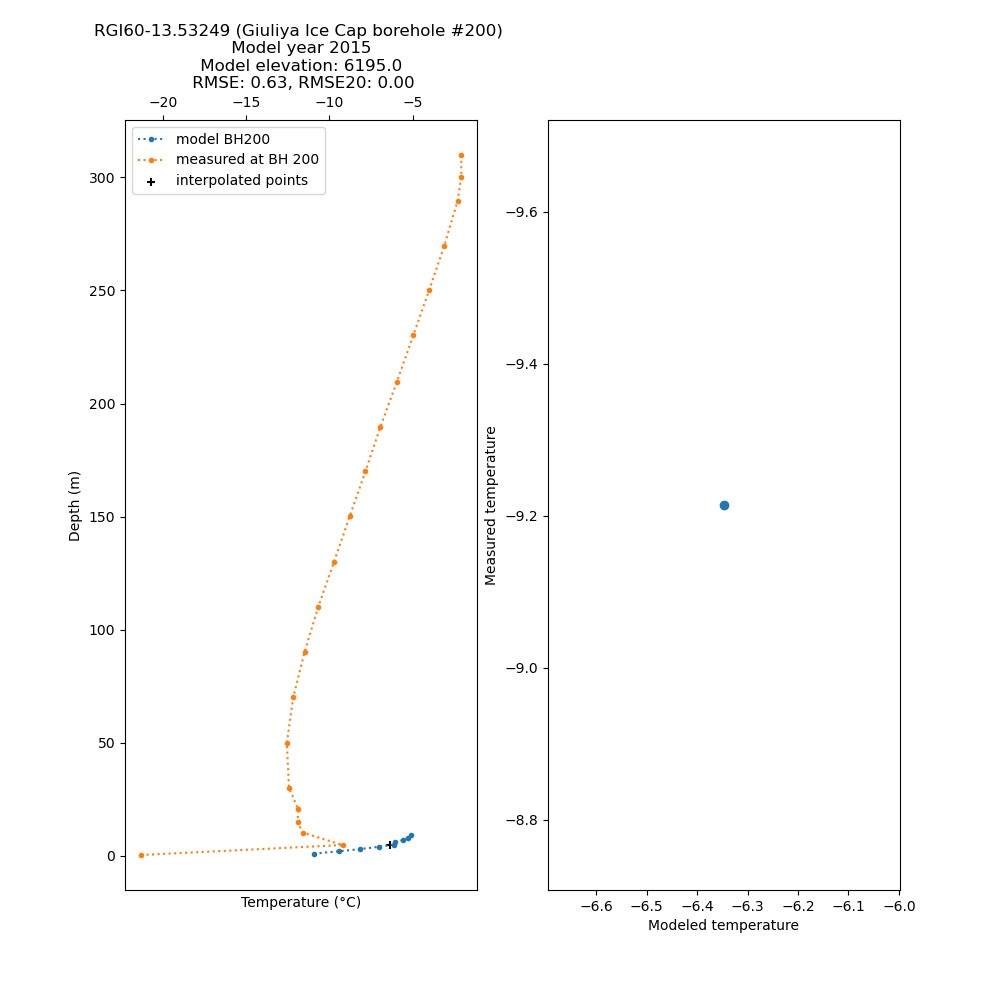 RGI60-13.53249 (Giuliya Ice Cap borehole #200)
Model year 2015
Model elevation: 6195.0
RMSE: 0.63, RMSE20: 0.00
−20 −15 −10 −5
model BH200
measured at BH 200
interpolated points
300
250
200
150
100
50
0
Depth (m)
Temperature (°C)
−9.6
−9.4
−9.2
−9.0
−8.8
Measured temperature
−6.6 −6.5 −6.4 −6.3 −6.2 −6.1 −6.0
Modeled temperature